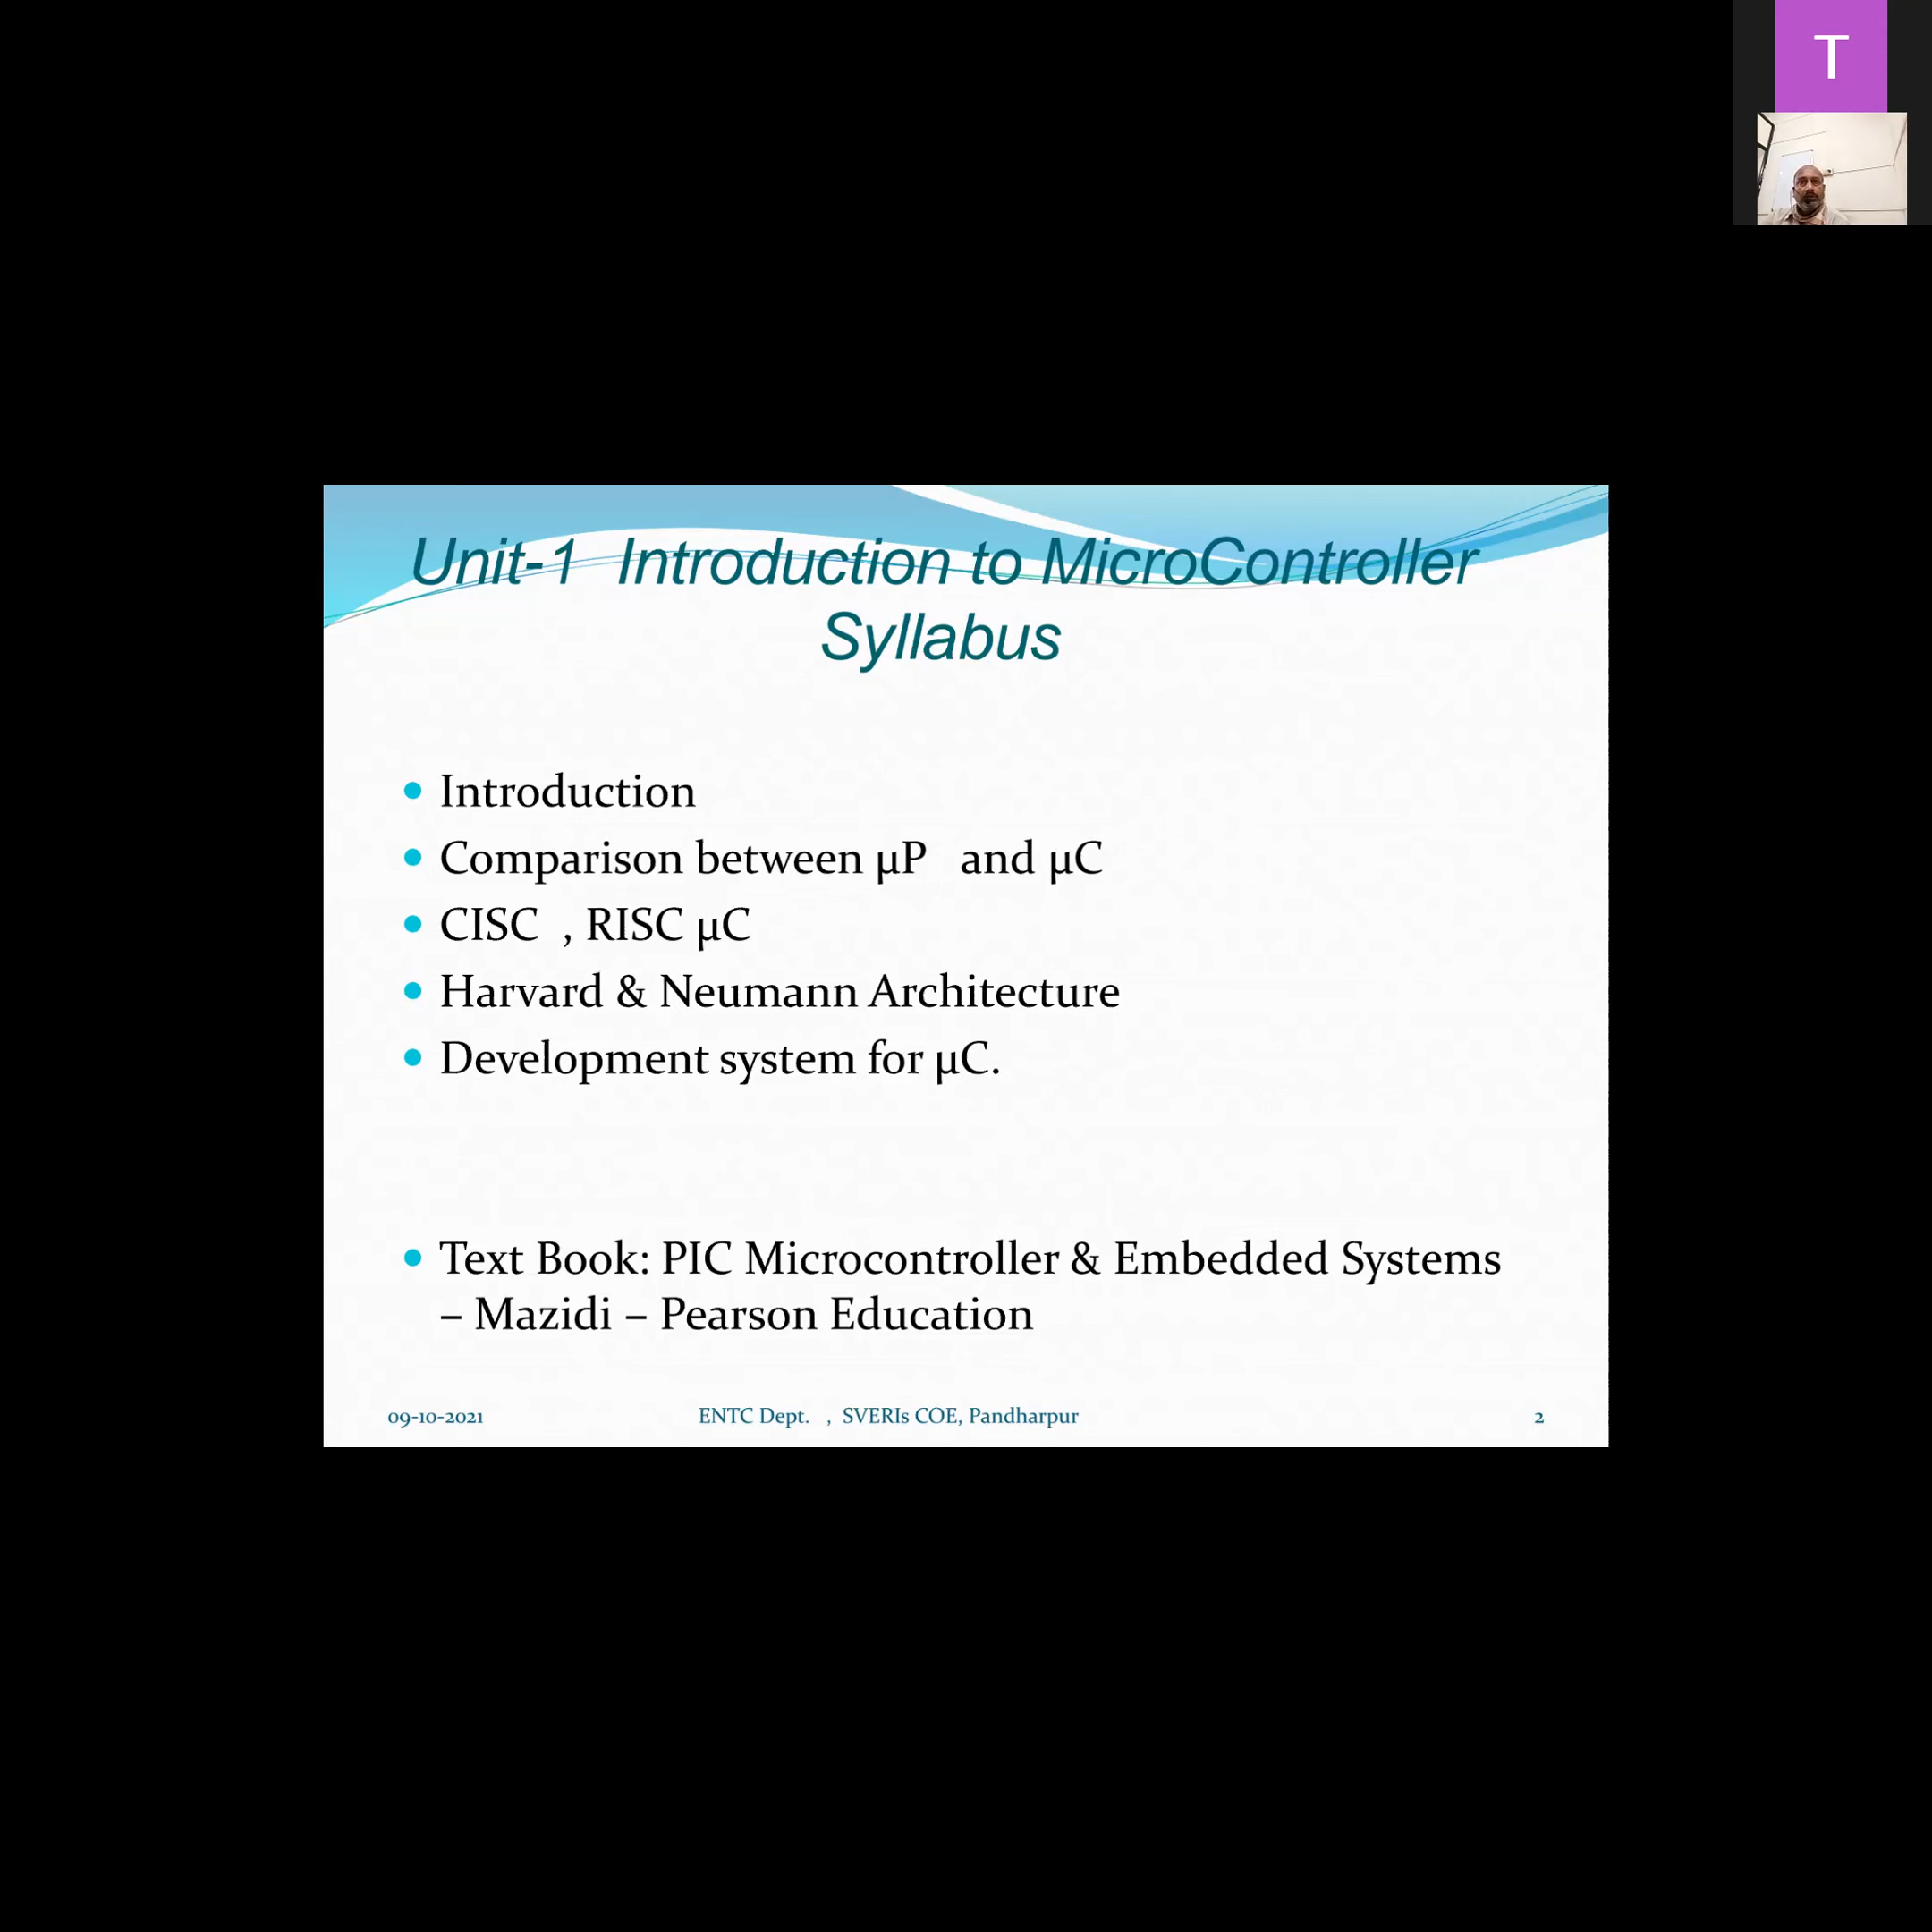 T
Unit-1 Introduction to MicroController
Syllabus
Introduction
Comparison between µP and µC
CISC , RISC µC
Harvard & Neumann Architecture
Development system for µC.
Text Book: PIC Microcontroller & Embedded Systems
– Mazidi – Pearson Education
09-10-2021 ENTC Dept. , SVERIs COE, Pandharpur 2